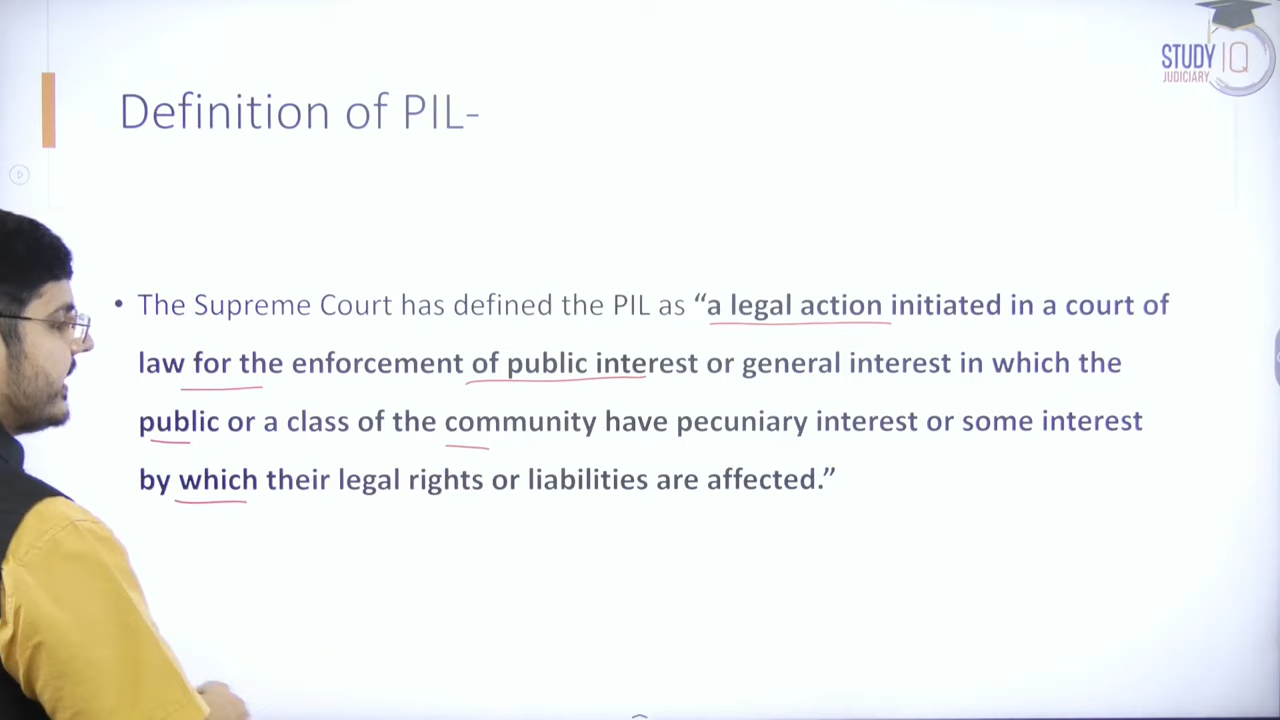 STUDY IQ
JUDICIARY
Definition of PIL-
• The Supreme Court has defined the PIL as “a legal action initiated in a court of
law for the enforcement of public interest or general interest in which the
public or a class of the community have pecuniary interest or some interest
by which their legal rights or liabilities are affected.”